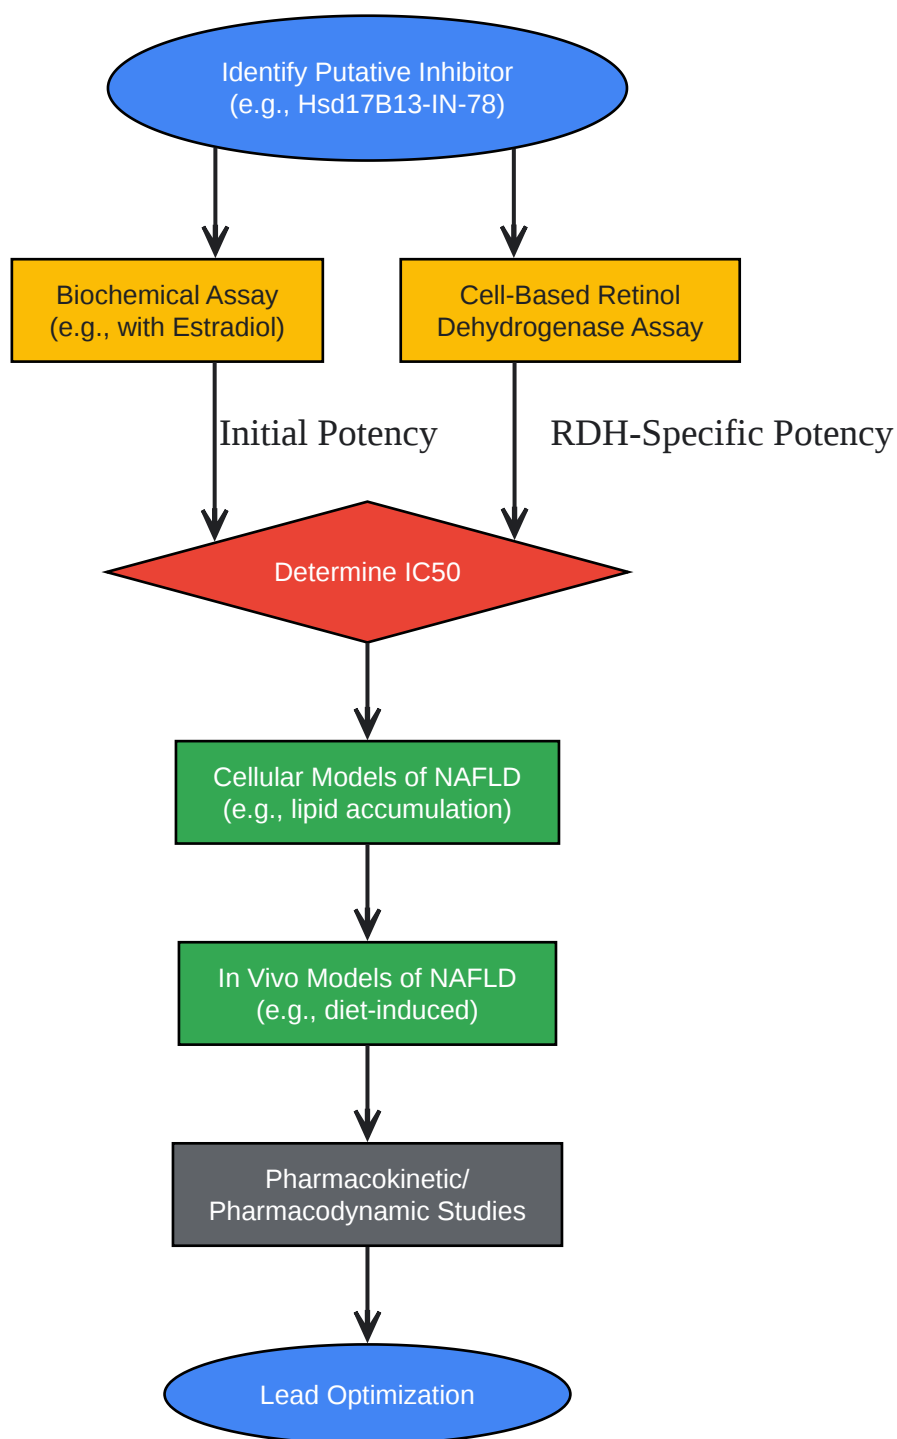 Identify Putative Inhibitor
(e.g., Hsd17B13-IN-78)
Biochemical Assay
(e.g., with Estradiol)
Cell-Based Retinol
Dehydrogenase Assay
Initial Potency
RDH-Specific Potency
Determine IC50
Cellular Models of NAFLD
(e.g., lipid accumulation)
In Vivo Models of NAFLD
(e.g., diet-induced)
Pharmacokinetic/
Pharmacodynamic Studies
Lead Optimization